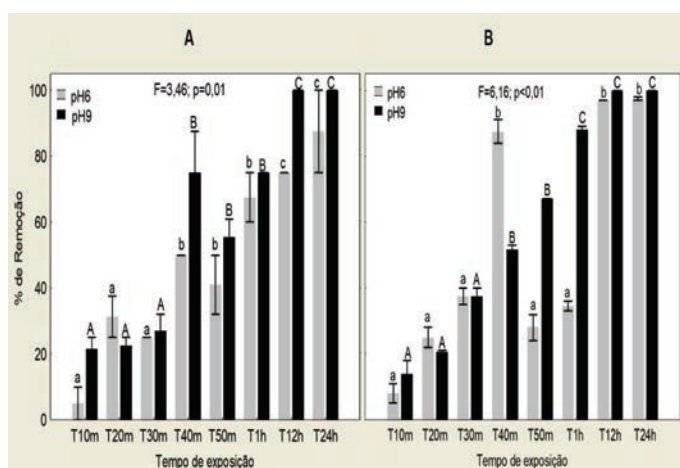 A
B
100
80
60
40
20
0
% de Remoção
pH6
pH9
F=3,46; p=0,01
a A a A a A b B b B b B c C c C
T10m T20m T30m T40m T50m T1h T12h T24h
Tempo de exposição
pH6
pH9
F=6,16; p<0,01
a A a A a A b B a B a C b C b C
T10m T20m T30m T40m T50m T1h T12h T24h
Tempo de exposição